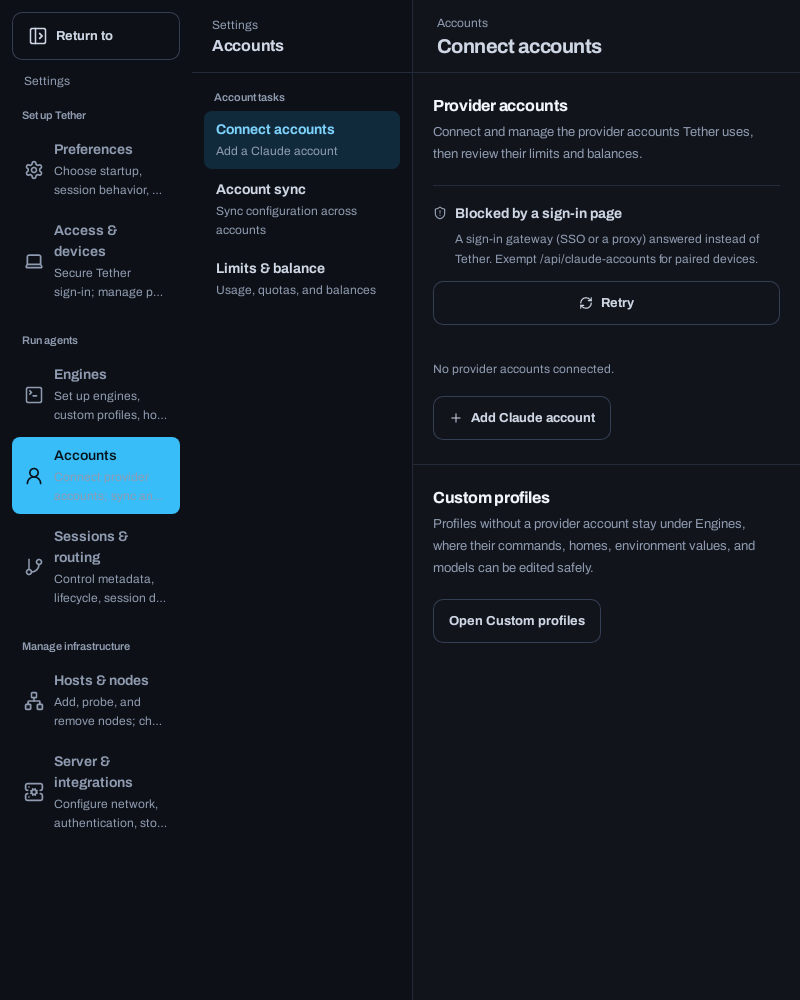 Return to
Settings
Set up Tether
Preferences
Choose startup,
session behavior, ...
Access &
devices
Secure Tether
sign-in; manage p...
Run agents
Engines
Set up engines,
custom profiles, ho...
Accounts
Sessions &
routing
Control metadata,
lifecycle, session d...
Manage infrastructure
Hosts & nodes
Add, probe, and
remove nodes; ch...
Server &
integrations
Configure network,
authentication, sto...
Settings
Accounts
Account tasks
Connect accounts
Add a Claude account
Account sync
Sync configuration across
accounts
Limits & balance
Usage, quotas, and balances
Accounts
Connect accounts
Provider accounts
Connect and manage the provider accounts Tether uses,
then review their limits and balances.
Blocked by a sign-in page
A sign-in gateway (SSO or a proxy) answered instead of
Tether. Exempt /api/claude-accounts for paired devices.
Retry
No provider accounts connected.
Add Claude account
Custom profiles
Profiles without a provider account stay under Engines,
where their commands, homes, environment values, and
models can be edited safely.
Open Custom profiles